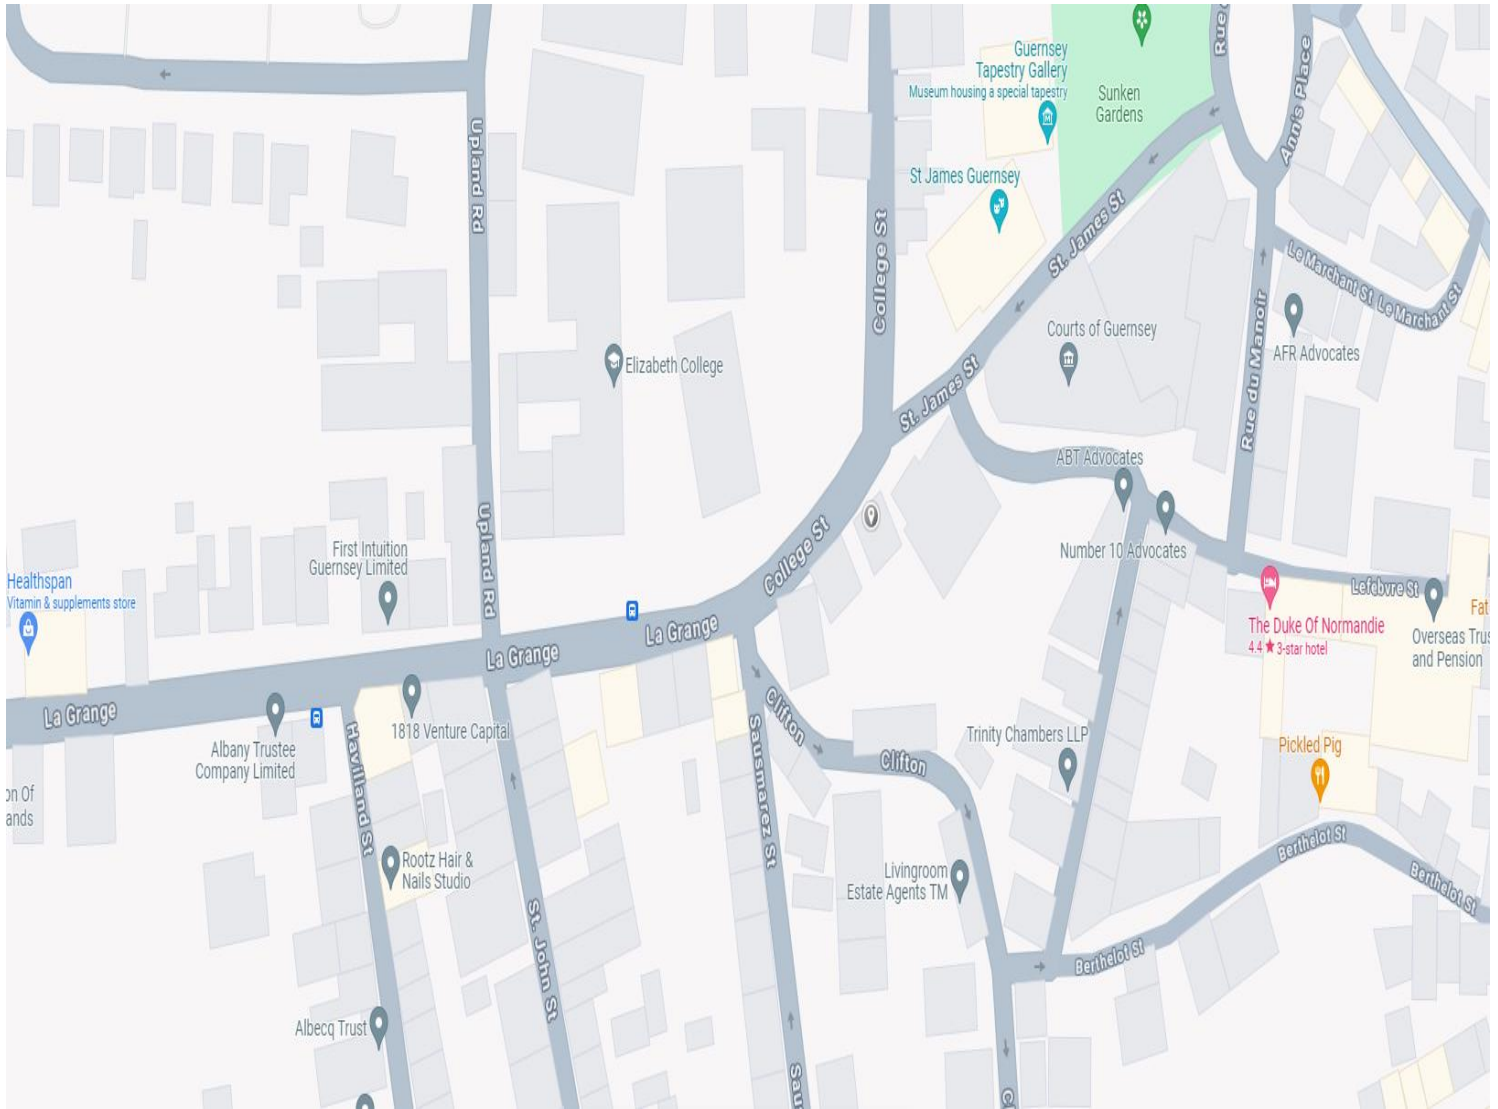 Rue
Ann's Place
Guernsey
Tapestry Gallery
Museum housing a special tapestry
Sunken
Gardens
Upland Rd
St James Guernsey
College St
St. James St
Le Marchant St
Le Marchant St
Courts of Guernsey
AFR Advocates
Rue du Manoir
Elizabeth College
St. James St
ABT Advocates
Upland Rd
First Intuition
Guernsey Limited
College St
Number 10 Advocates
Healthspan
Vitamin & supplements store
Lefebvre St
Fat
La Grange
The Duke Of Normandie
4.4 ★ 3-star hotel
Overseas Trus
and Pension
La Grange
La Grange
Clifton
Albany Trustee
Company Limited
Havilland St
1818 Venture Capital
Sausmarez St
Trinity Chambers LLP
Clifton
Pickled Pig
on Of
ands
Berthelot St
Rootz Hair &
Nails Studio
Livingroom
Estate Agents TM
Berthelot St
St. John St
Berthelot St
Albecq Trust
Saus